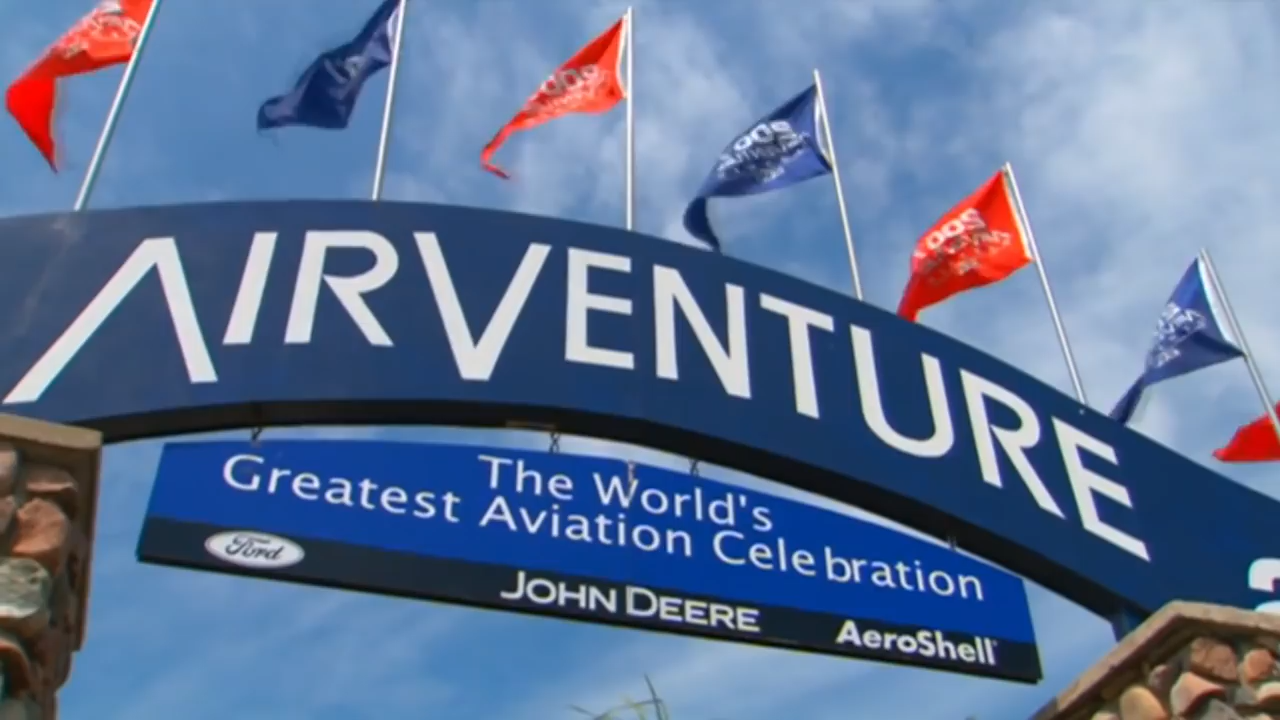 AIRVENTURE
The World's
Greatest Aviation Celebration
Ford
JOHN DEERE
AeroShell